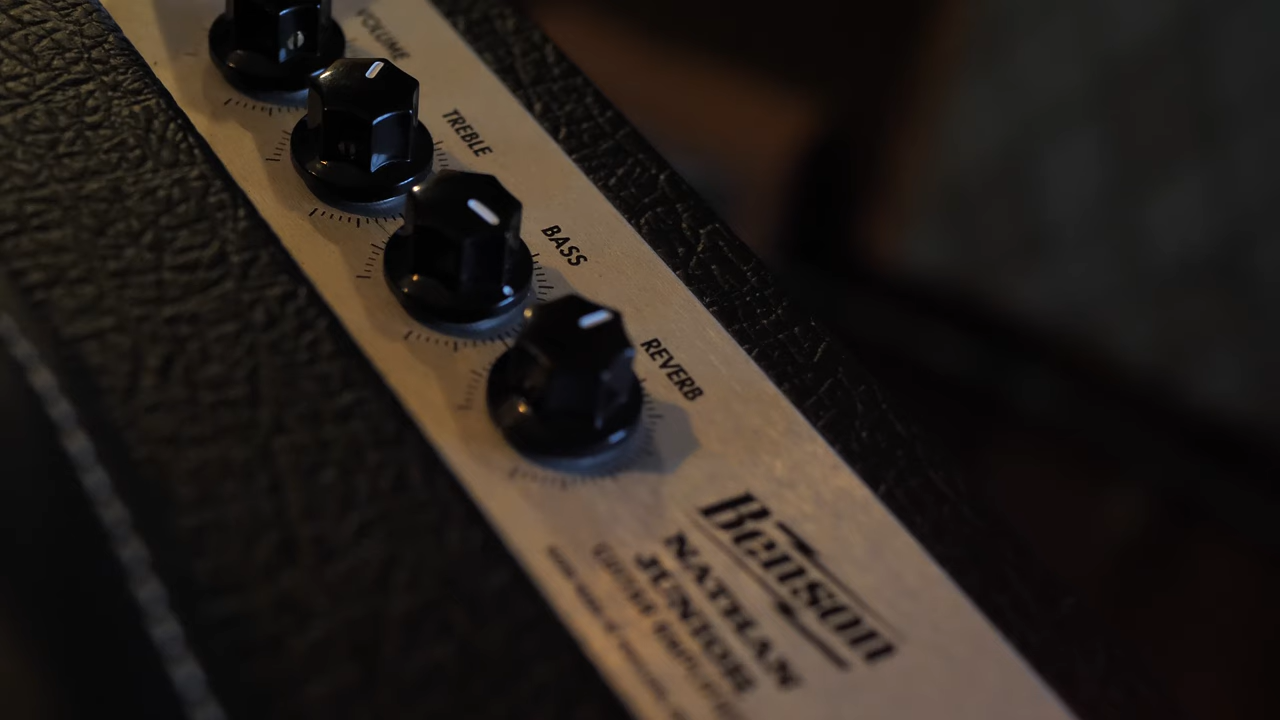 VOLUME
TREBLE
BASS
REVERB
Benson
NATHAN
JUNIOR